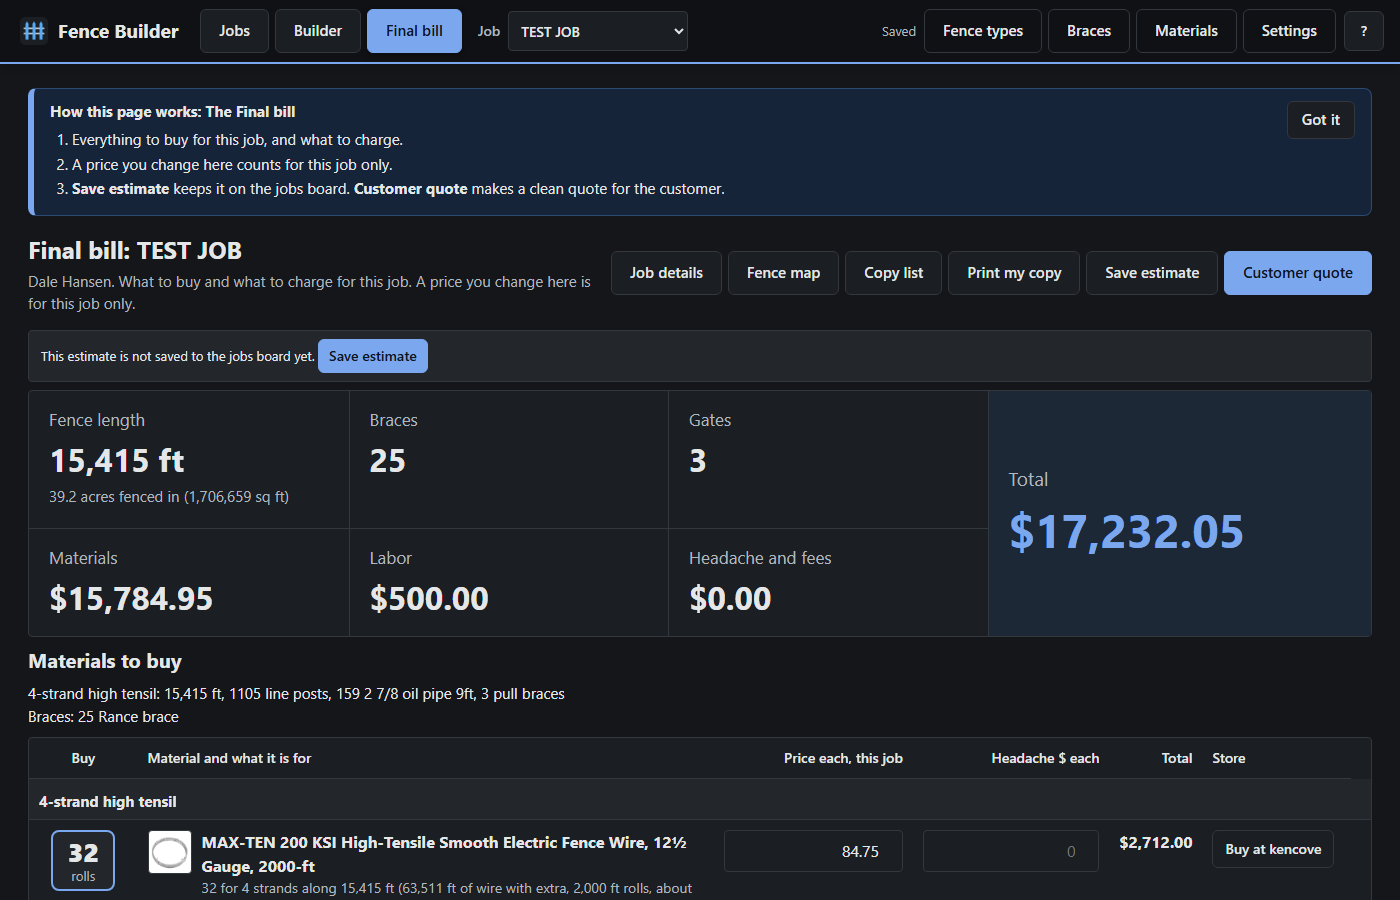 Fence Builder
Jobs
Builder
Final bill
Job
TEST JOB
Saved
Fence types
Braces
Materials
Settings
?
How this page works: The Final bill
1. Everything to buy for this job, and what to charge.
2. A price you change here counts for this job only.
3. Save estimate keeps it on the jobs board. Customer quote makes a clean quote for the customer.
Got it
Final bill: TEST JOB
Dale Hansen. What to buy and what to charge for this job. A price you change here is
for this job only.
Job details
Fence map
Copy list
Print my copy
Save estimate
Customer quote
This estimate is not saved to the jobs board yet.
Save estimate
Fence length
15,415 ft
39.2 acres fenced in (1,706,659 sq ft)
Braces
25
Gates
3
Materials
$15,784.95
Labor
$500.00
Headache and fees
$0.00
Total
$17,232.05
Materials to buy
4-strand high tensil: 15,415 ft, 1105 line posts, 159 2 7/8 oil pipe 9ft, 3 pull braces
Braces: 25 Rance brace
Buy
Material and what it is for
Price each, this job
Headache $ each
Total
Store
4-strand high tensil
32
rolls
MAX-TEN 200 KSI High-Tensile Smooth Electric Fence Wire, 12½
Gauge, 2000-ft
32 for 4 strands along 15,415 ft (63,511 ft of wire with extra, 2,000 ft rolls, about
84.75
0
$2,712.00
Buy at kencove